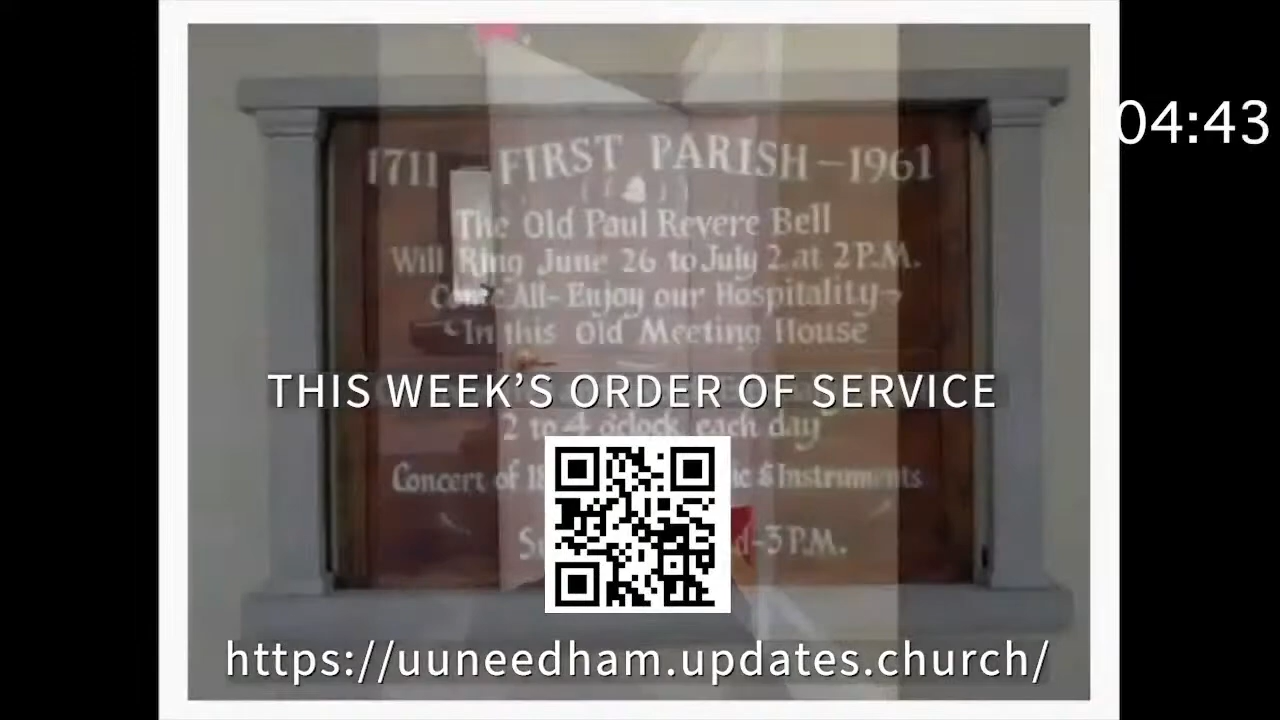 04:43
1711 FIRST PARISH - 1961
The Old Paul Revere Bell
Will Ring June 26 to July 2 at 2 P.M.
Come All - Enjoy our Hospitality -
In this Old Meeting House
THIS WEEK’S ORDER OF SERVICE
2 to 4 o'clock each day
Concert of 18 & Instruments
-3 P.M.
https://uuneedham.updates.church/